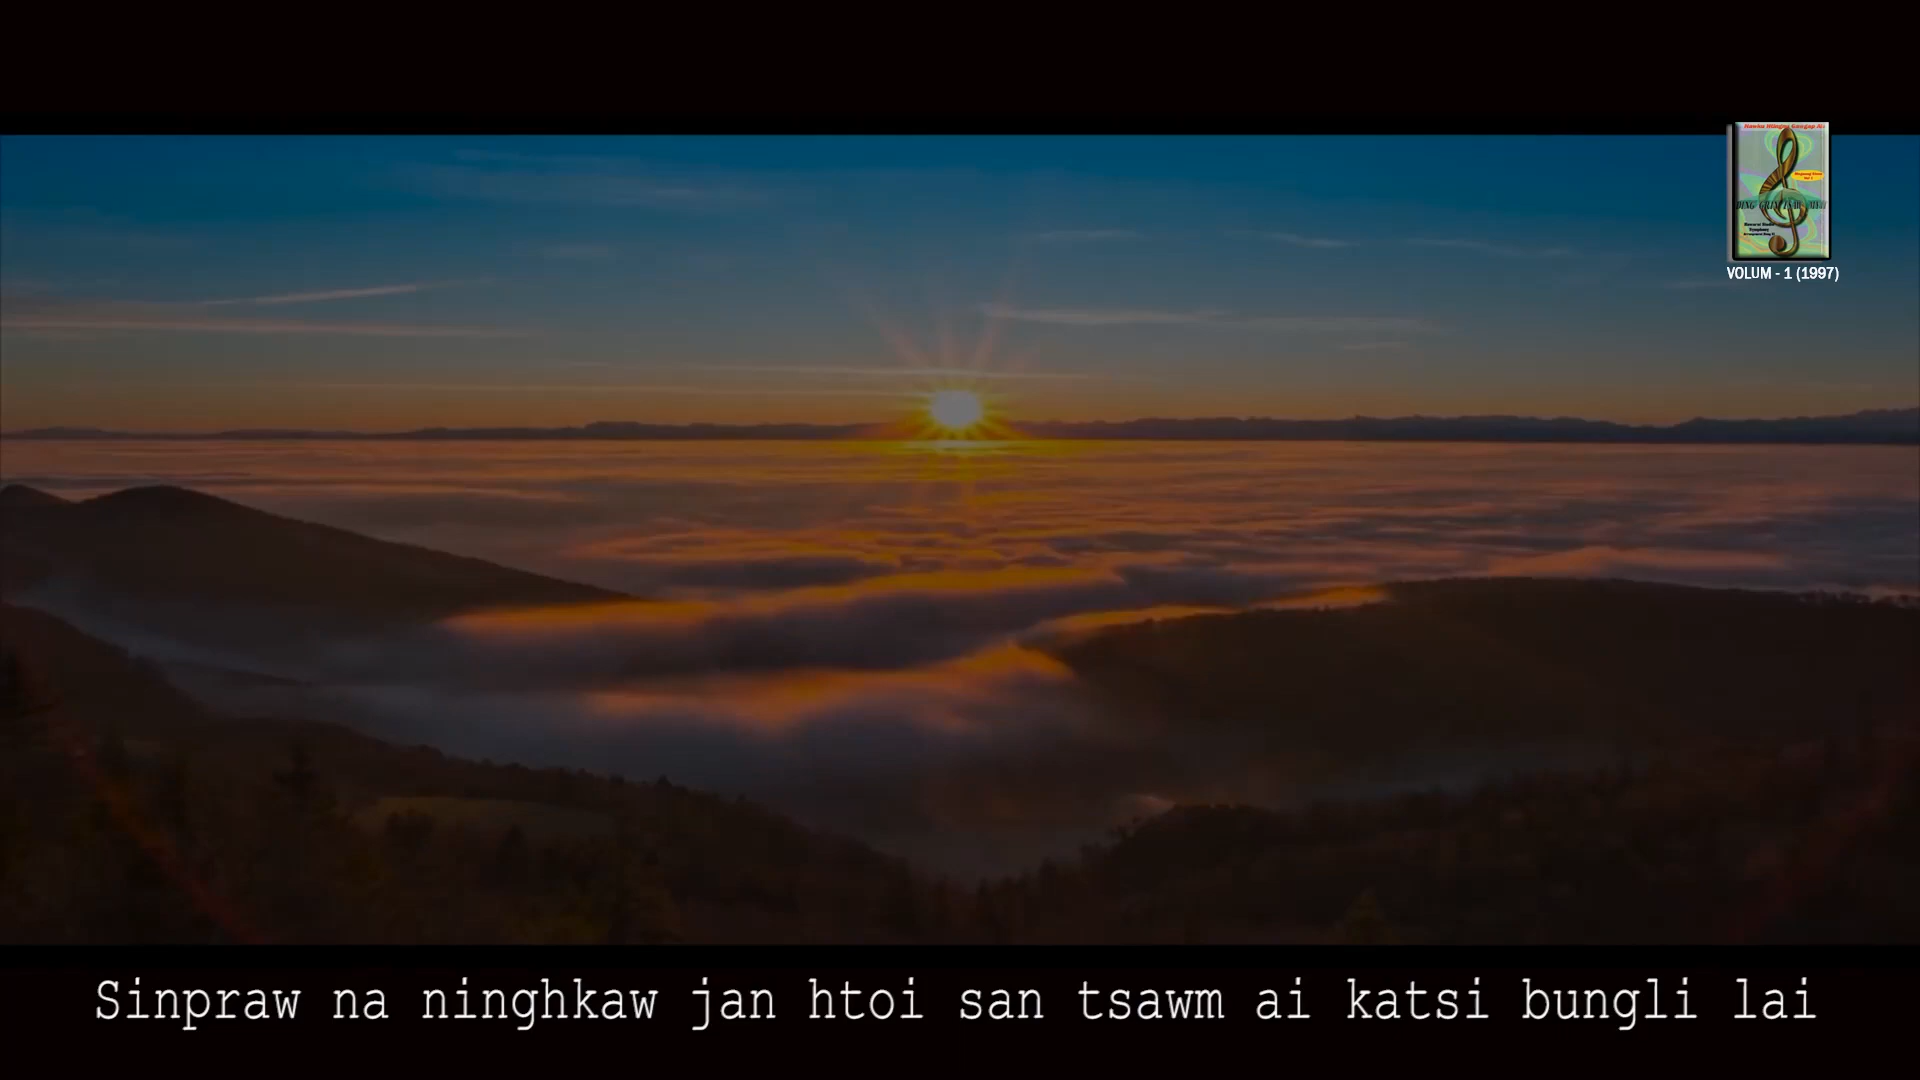 VOLUM - 1 (1997)
Sinpraw na ninghkaw jan htoi san tsawm ai katsi bungli lai